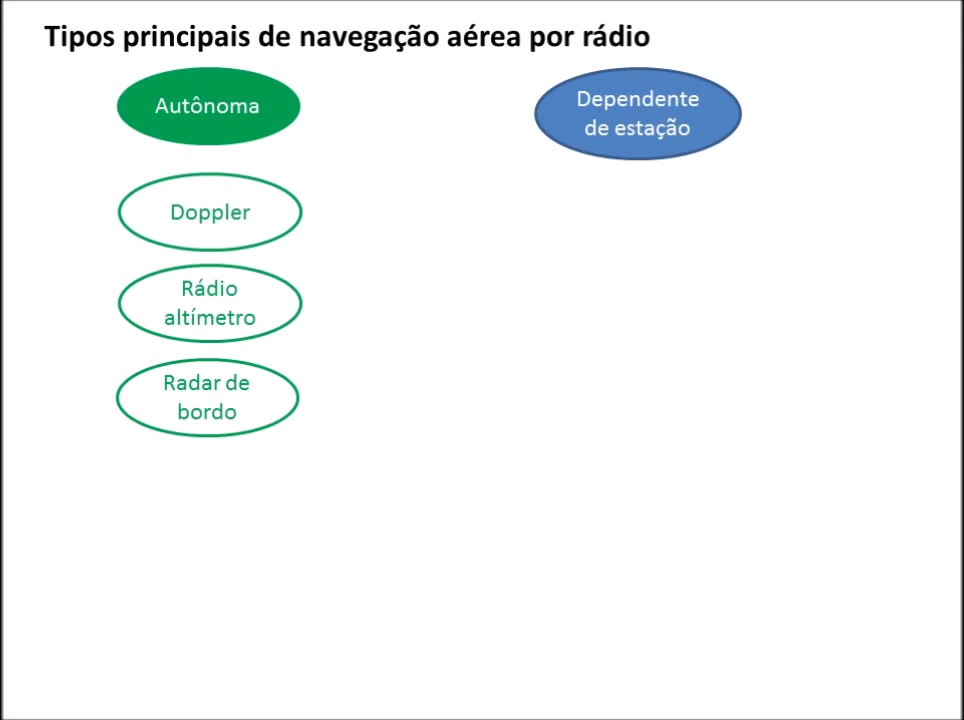 Tipos principais de navegação aérea por rádio
Autônoma
Dependente
de estação
Doppler
Rádio
altímetro
Radar de
bordo